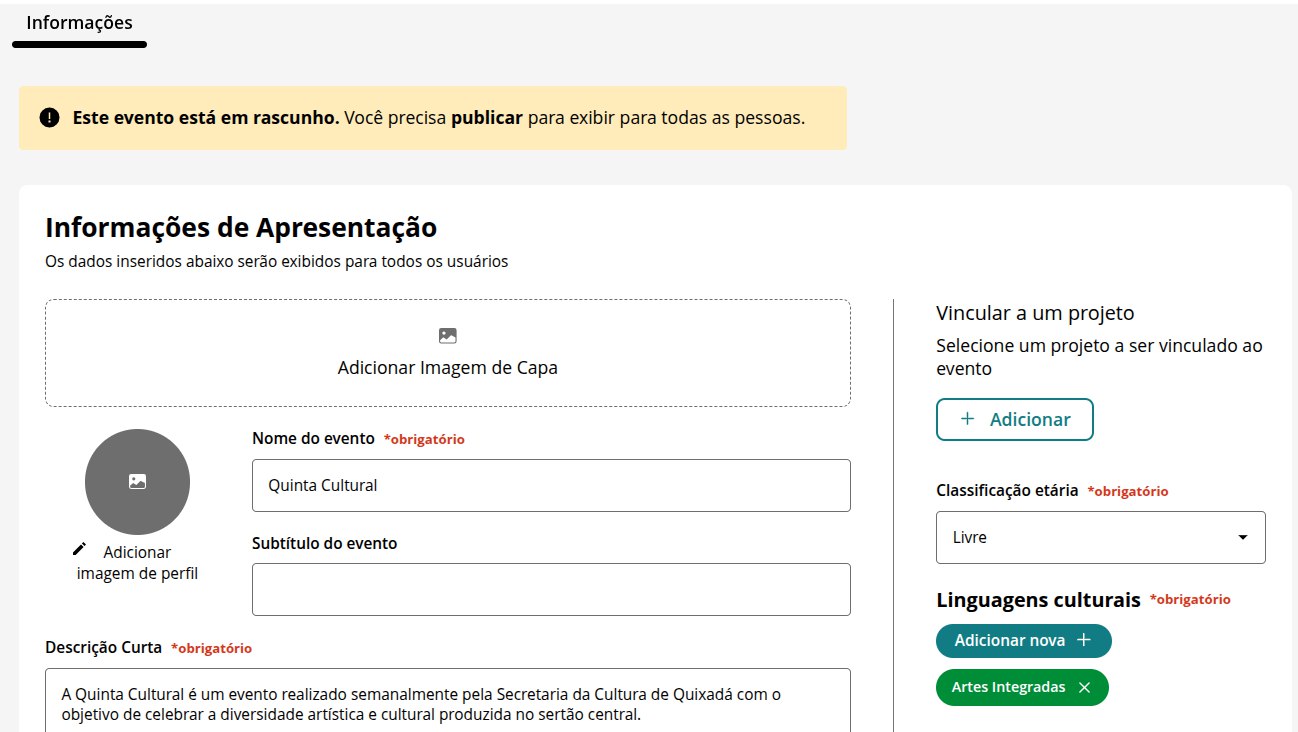 Informações
Este evento está em rascunho. Você precisa publicar para exibir para todas as pessoas.
Informações de Apresentação
Os dados inseridos abaixo serão exibidos para todos os usuários
Adicionar Imagem de Capa
Adicionar
imagem de perfil
Nome do evento *obrigatório
Quinta Cultural
Subtítulo do evento
Descrição Curta *obrigatório
A Quinta Cultural é um evento realizado semanalmente pela Secretaria da Cultura de Quixadá com o
objetivo de celebrar a diversidade artística e cultural produzida no sertão central.
Vincular a um projeto
Selecione um projeto a ser vinculado ao
evento
+ Adicionar
Classificação etária *obrigatório
Livre
Linguagens culturais *obrigatório
Adicionar nova +
Artes Integradas ×